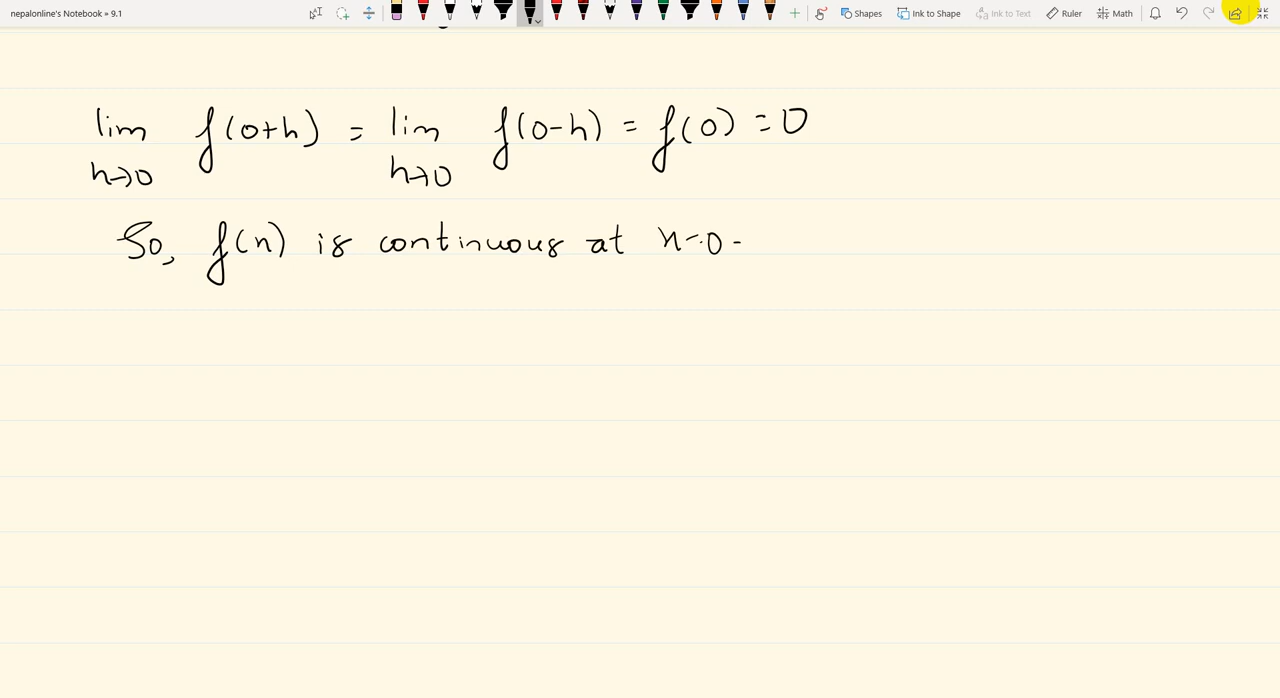 nepalonline's Notebook » 9.1
Shapes Ink to Shape Ink to Text Ruler Math
lim f(0+h) = lim f(0-h) = f(0) = 0
h→0 h→0
So, f(x) is continuous at x=0.